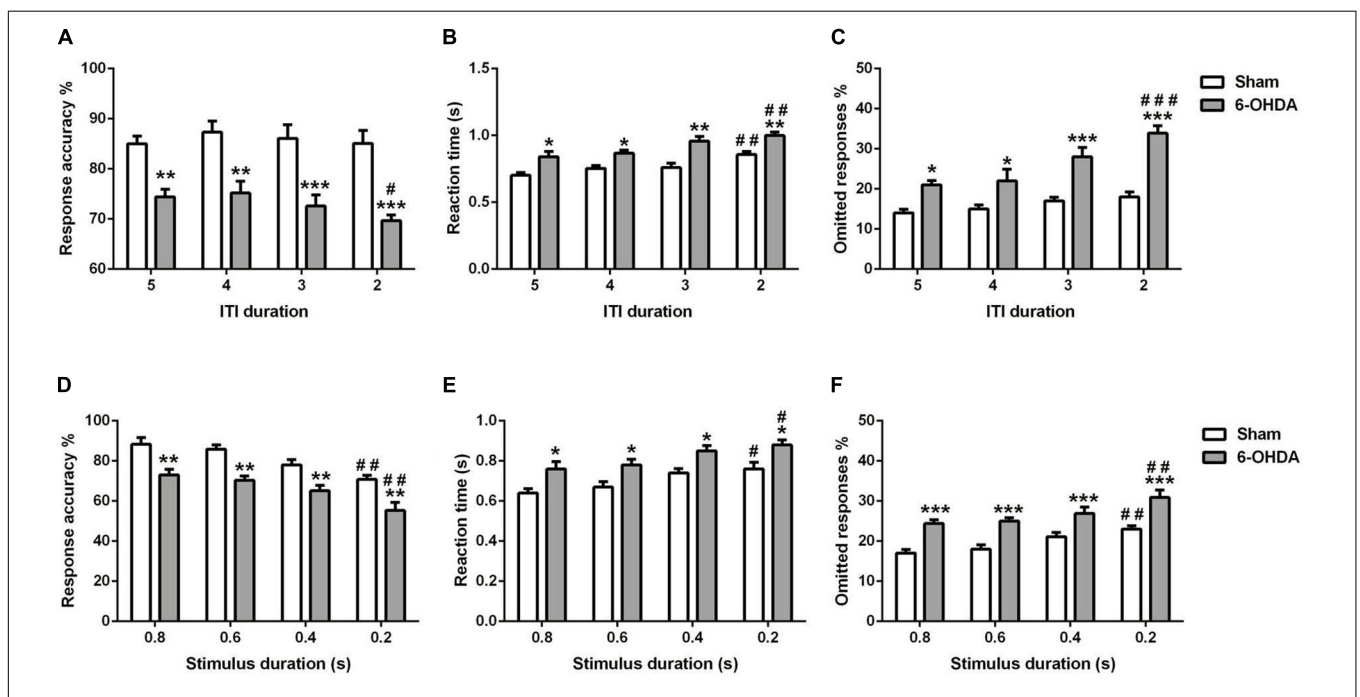 A
B
C
Response accuracy %
100
90
80
70
60
** ** *** # ***
5 4 3 2
ITI duration
Reaction time (s)
1.5
1.0
0.5
0.0
* * ** ## ## **
5 4 3 2
ITI duration
Omitted responses %
50
40
30
20
10
0
* * *** ### ***
5 4 3 2
ITI duration
Sham
6-OHDA
D
E
F
Response accuracy %
100
80
60
40
20
0
** ** ** ## ## **
0.8 0.6 0.4 0.2
Stimulus duration (s)
Reaction time (s)
1.0
0.8
0.6
0.4
0.2
0.0
* * * # # *
0.8 0.6 0.4 0.2
Stimulus duration (s)
Omitted responses %
50
40
30
20
10
0
*** *** *** ## ## ***
0.8 0.6 0.4 0.2
Stimulus duration (s)
Sham
6-OHDA